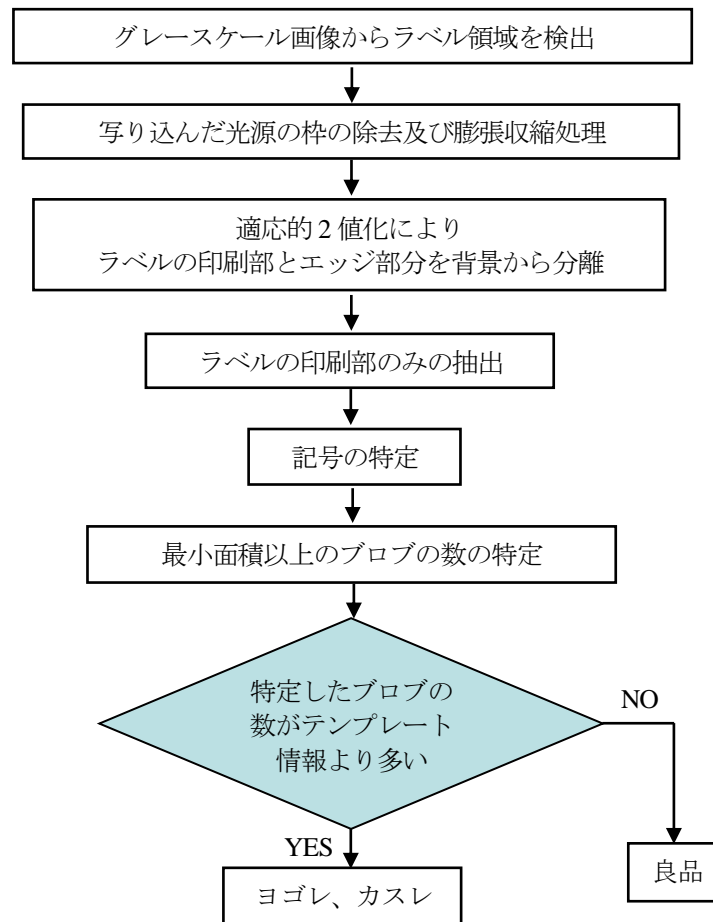 グレースケール画像からラベル領域を検出
写り込んだ光源の枠の除去及び膨張収縮処理
適応的2値化により
ラベルの印刷部とエッジ部分を背景から分離
ラベルの印刷部のみの抽出
記号の特定
最小面積以上のブロブの数の特定
特定したブロブの
数がテンプレート
情報より多い
NO
YES
良品
ヨゴレ、カスレ